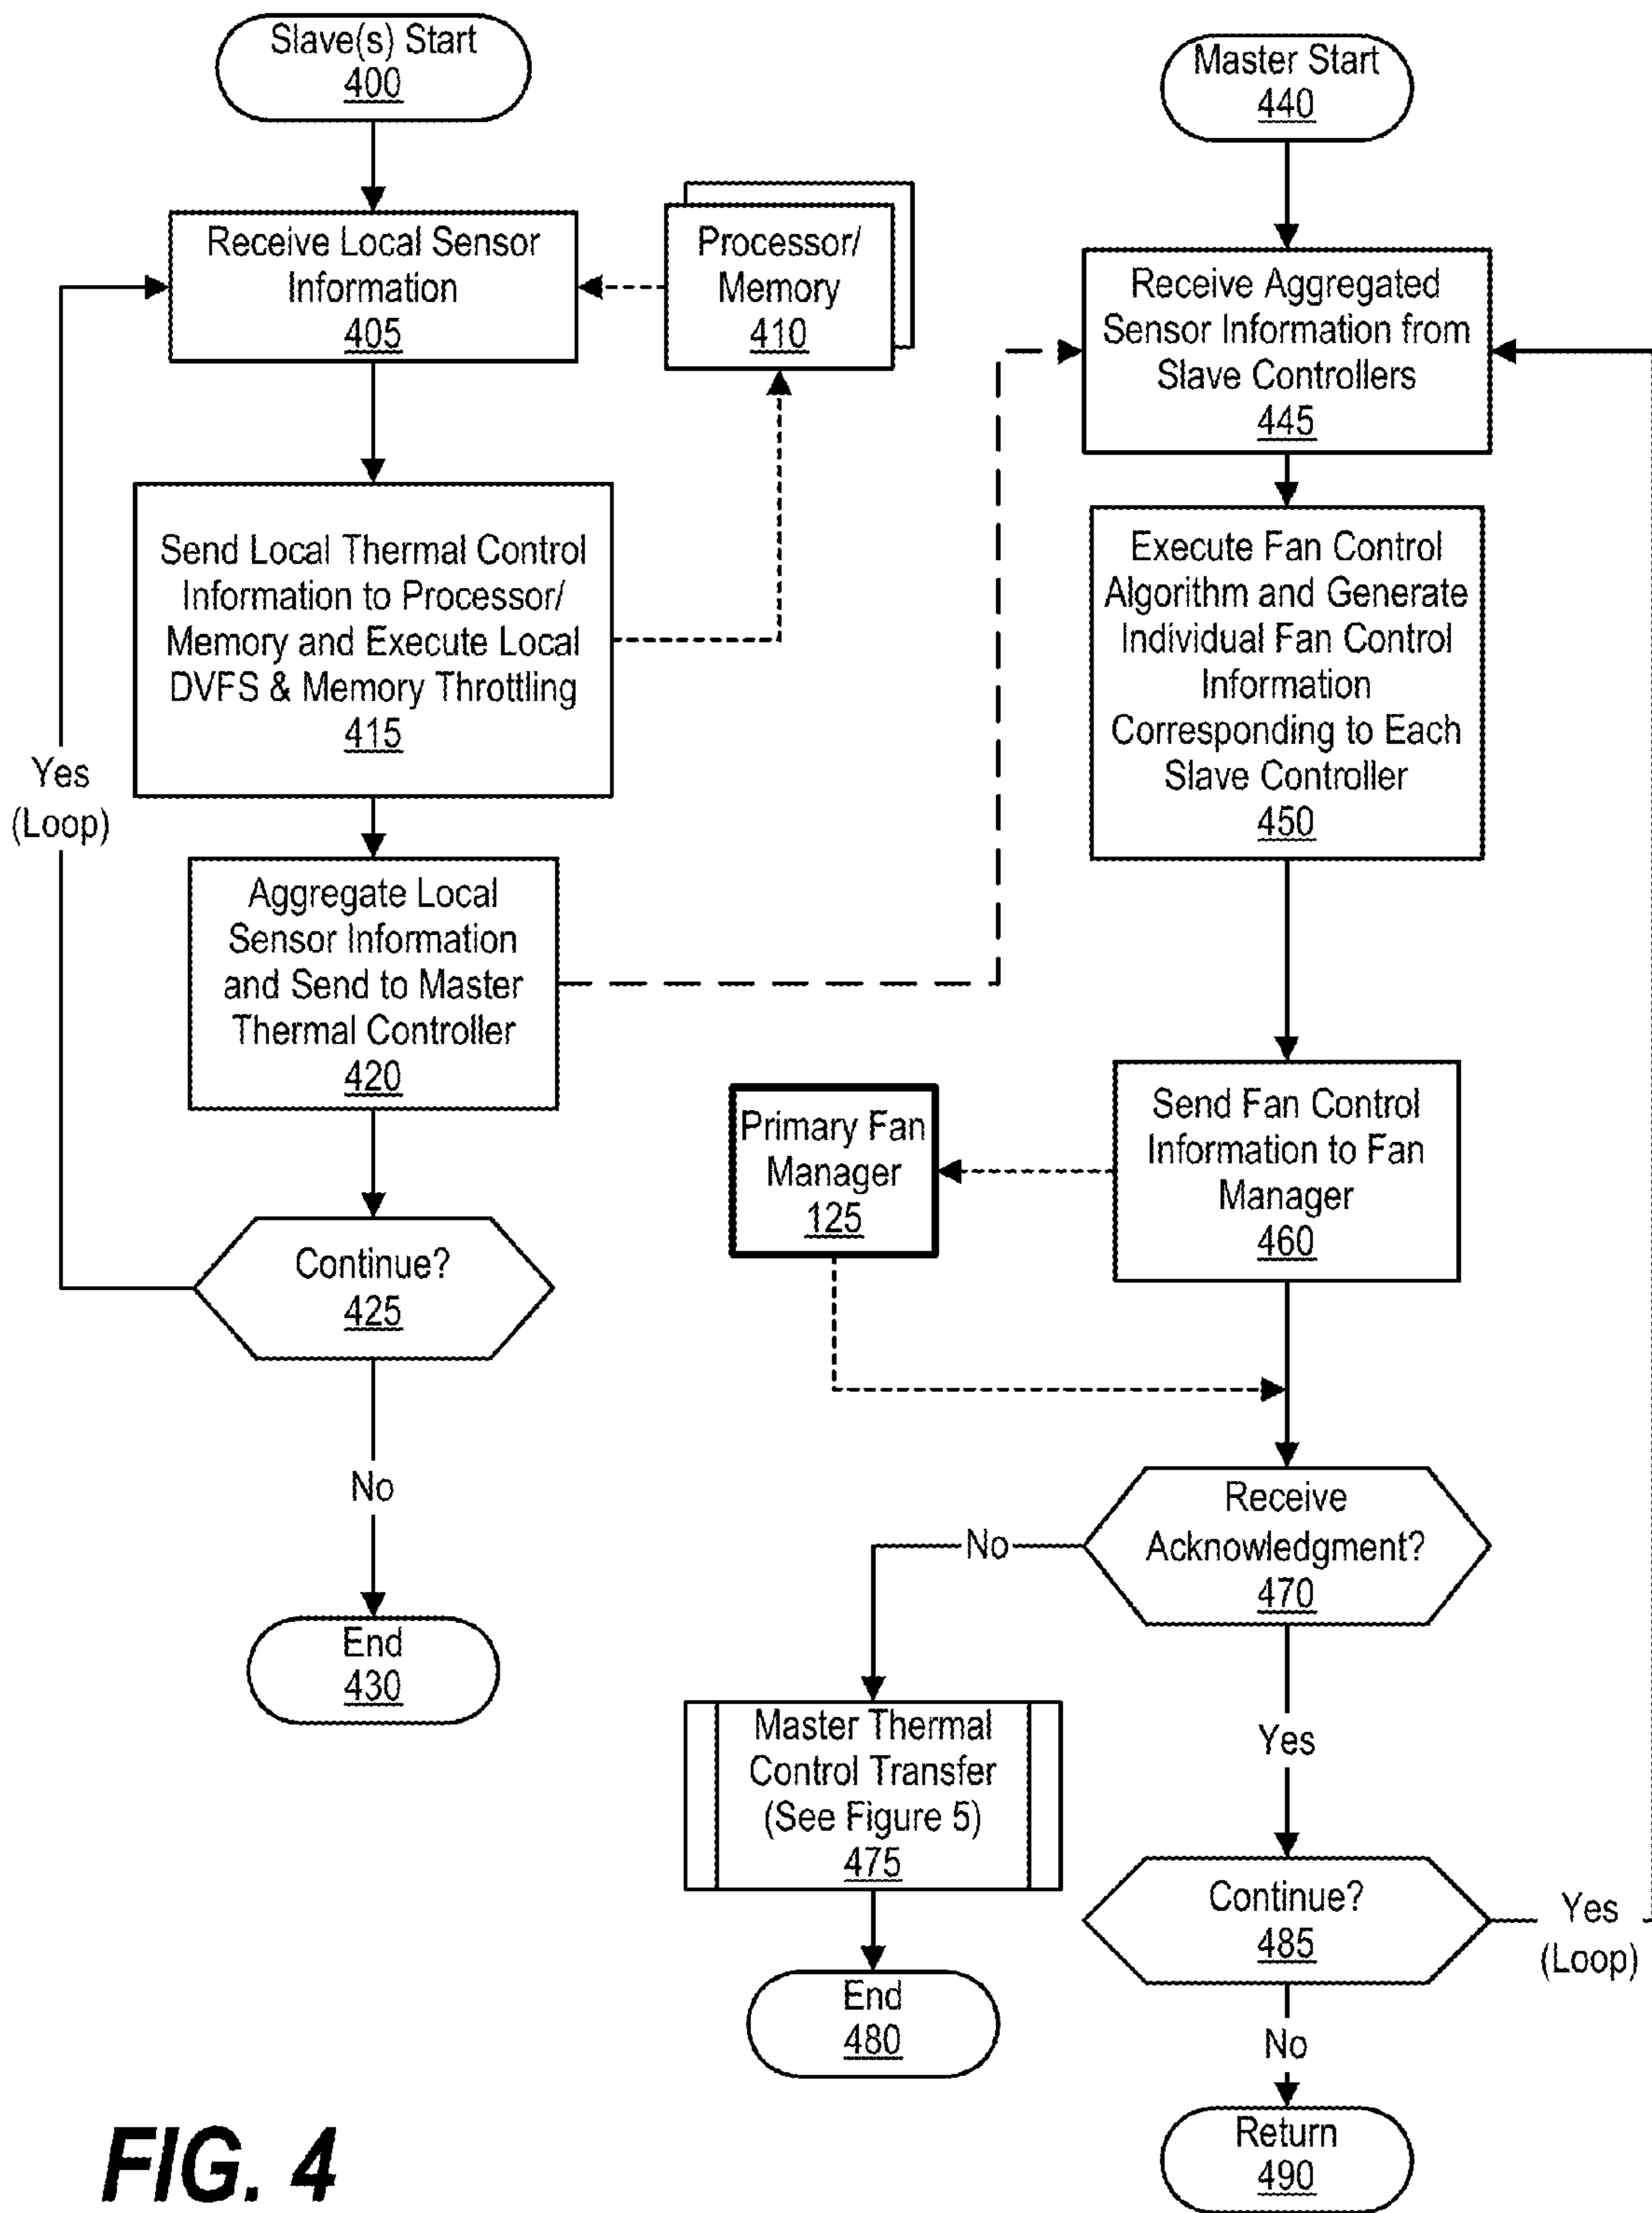 Slave(s) Start
400
Receive Local Sensor
Information
405
Processor/
Memory
410
Send Local Thermal Control
Information to Processor/
Memory and Execute Local
DVFS & Memory Throttling
415
Yes
(Loop)
Aggregate Local
Sensor Information
and Send to Master
Thermal Controller
420
Continue?
425
No
End
430
Master Start
440
Receive Aggregated
Sensor Information from
Slave Controllers
445
Execute Fan Control
Algorithm and Generate
Individual Fan Control
Information
Corresponding to Each
Slave Controller
450
Send Fan Control
Information to Fan
Manager
460
Primary Fan
Manager
125
Receive
Acknowledgment?
470
No
Master Thermal
Control Transfer
(See Figure 5)
475
End
480
Yes
Continue?
485
Yes
(Loop)
No
Return
490
FIG. 4